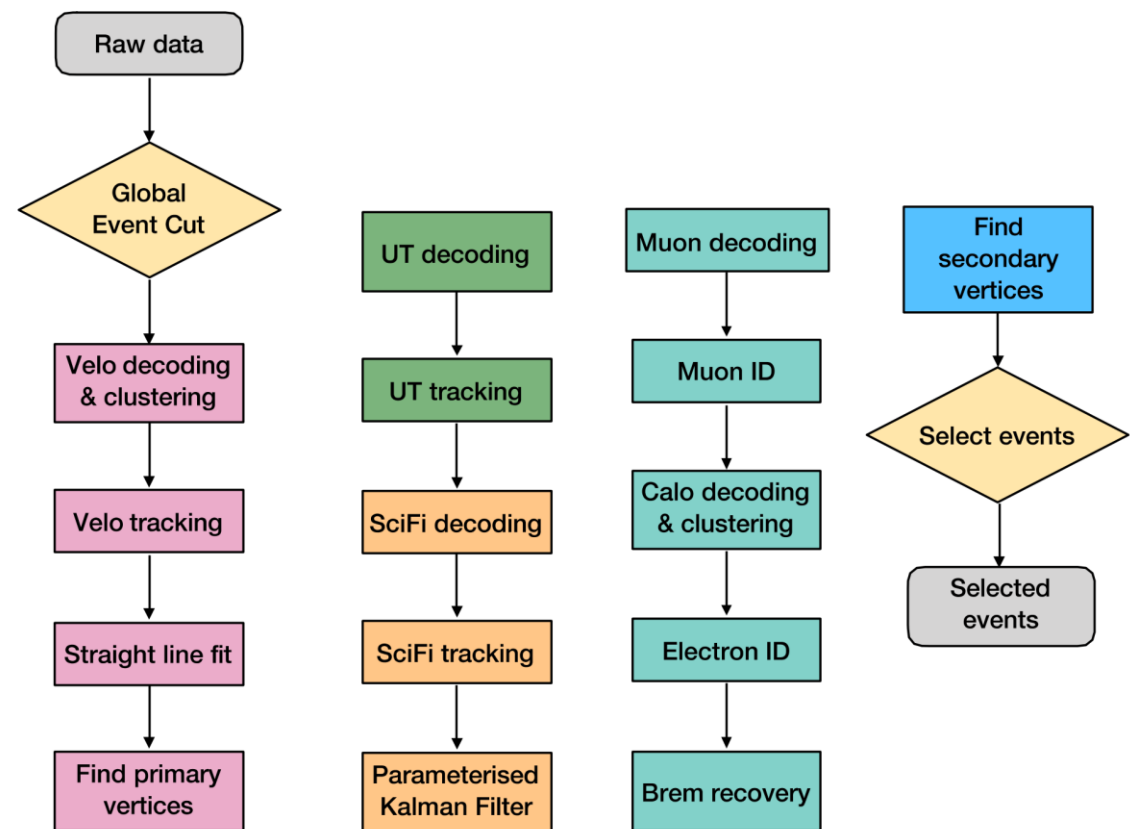 Raw data
Global
Event Cut
Velo decoding
& clustering
Velo tracking
Straight line fit
Find primary
vertices
UT decoding
UT tracking
SciFi decoding
SciFi tracking
Parameterised
Kalman Filter
Muon decoding
Muon ID
Calo decoding
& clustering
Electron ID
Brem recovery
Find
secondary
vertices
Select events
Selected
events